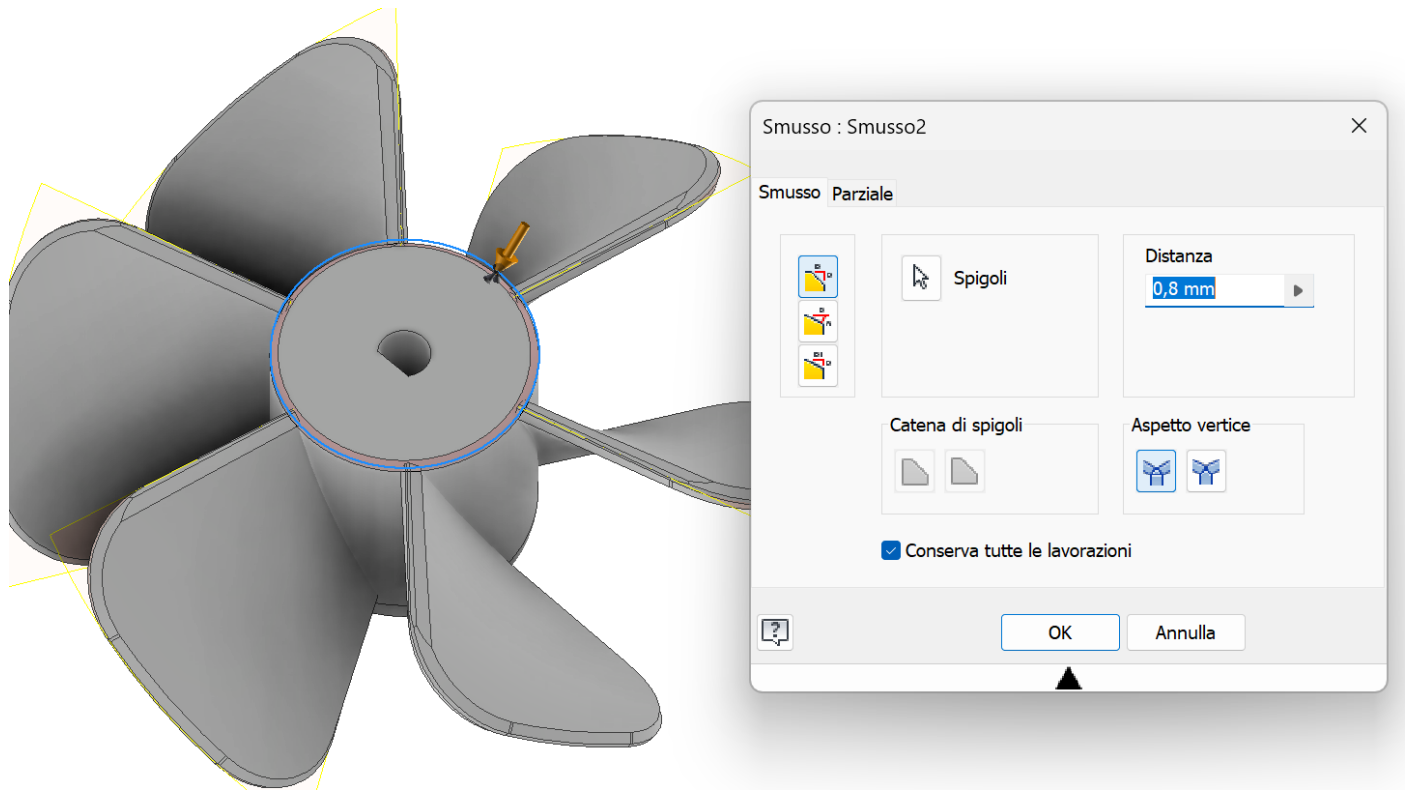 Smusso : Smusso2
Smusso Parziale
Spigoli
Distanza
0,8 mm
Catena di spigoli
Aspetto vertice
Conserva tutte le lavorazioni
OK Annulla